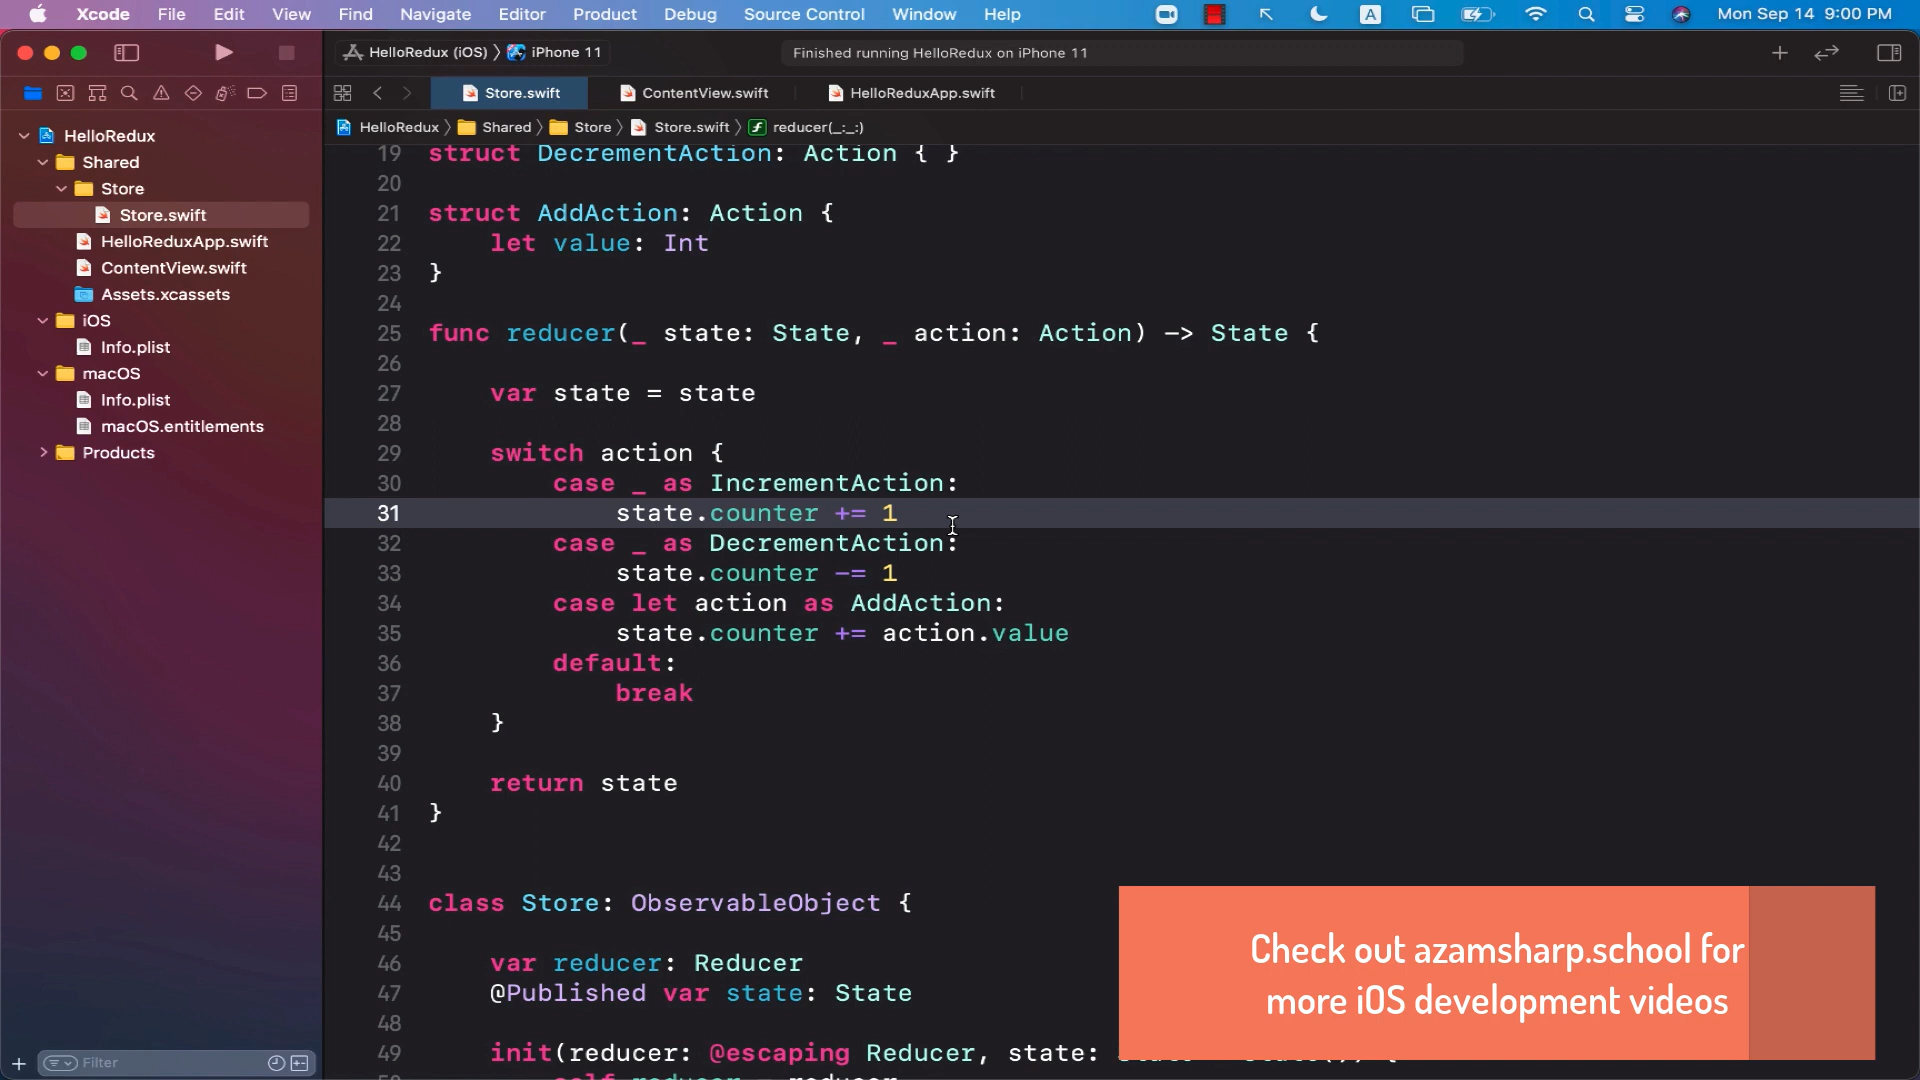 Xcode File Edit View Find Navigate Editor Product Debug Source Control Window Help A Mon Sep 14 9:00 PM
HelloRedux (iOS) iPhone 11 Finished running HelloRedux on iPhone 11
Store.swift ContentView.swift HelloReduxApp.swift
HelloRedux Shared Store Store.swift f reducer(_:_:)
HelloRedux
Shared
Store
Store.swift
HelloReduxApp.swift
ContentView.swift
Assets.xcassets
iOS
Info.plist
macOS
Info.plist
macOS.entitlements
Products
Filter
19 struct DecrementAction: Action { }
20
21 struct AddAction: Action {
22 let value: Int
23 }
24
25 func reducer(_ state: State, _ action: Action) -> State {
26
27 var state = state
28
29 switch action {
30 case _ as IncrementAction:
31 state.counter += 1
32 case _ as DecrementAction:
33 state.counter -= 1
34 case let action as AddAction:
35 state.counter += action.value
36 default:
37 break
38 }
39
40 return state
41 }
42
43
44 class Store: ObservableObject {
45
46 var reducer: Reducer
47 @Published var state: State
48
49 init(reducer: @escaping Reducer, state:
Check out azamsharp.school for
more iOS development videos